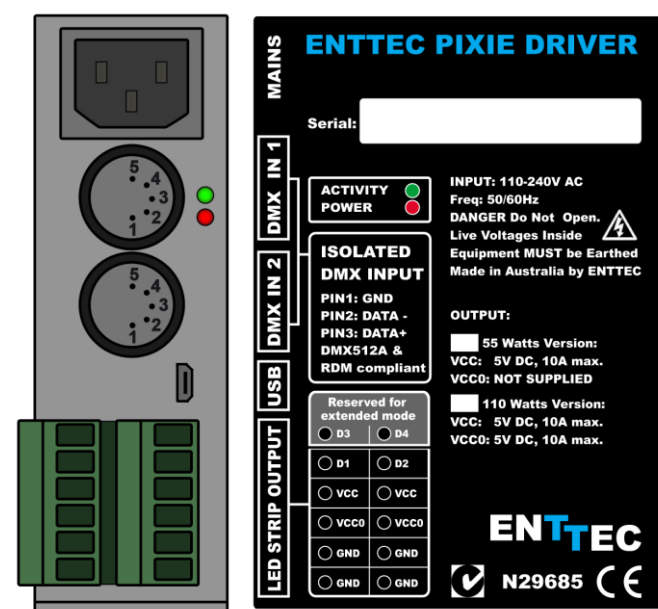 5
4
3
2
1
5
4
3
2
1
MAINS
DMX IN 1
DMX IN 2
USB
LED STRIP OUTPUT
ENTTEC PIXIE DRIVER
Serial:
ACTIVITY
POWER
ISOLATED
DMX INPUT
PIN1: GND
PIN2: DATA -
PIN3: DATA+
DMX512A &
RDM compliant
Reserved for
extended mode
D3 D4
D1 D2
VCC VCC
VCC0 VCC0
GND GND
GND GND
INPUT: 110-240V AC
Freq: 50/60Hz
DANGER Do Not Open.
Live Voltages Inside
Equipment MUST be Earthed
Made in Australia by ENTTEC
OUTPUT:
55 Watts Version:
VCC: 5V DC, 10A max.
VCC0: NOT SUPPLIED
110 Watts Version:
VCC: 5V DC, 10A max.
VCC0: 5V DC, 10A max.
ENTTEC
N29685 CE